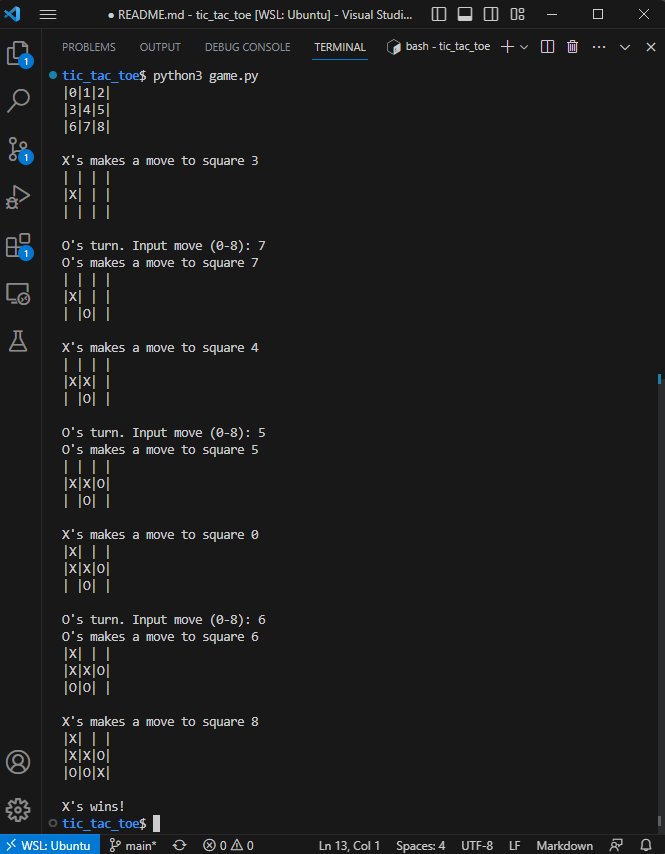 ● README.md - tic_tac_toe [WSL: Ubuntu] - Visual Studi...
PROBLEMS OUTPUT DEBUG CONSOLE TERMINAL bash - tic_tac_toe
1
1
1
tic_tac_toe$ python3 game.py
|0|1|2|
|3|4|5|
|6|7|8|
X's makes a move to square 3
| | | |
|X| | |
| | | |
O's turn. Input move (0-8): 7
O's makes a move to square 7
| | | |
|X| | |
| |O| |
X's makes a move to square 4
| | | |
|X|X| |
| |O| |
O's turn. Input move (0-8): 5
O's makes a move to square 5
| | | |
|X|X|O|
| |O| |
X's makes a move to square 0
|X| | |
|X|X|O|
| |O| |
O's turn. Input move (0-8): 6
O's makes a move to square 6
|X| | |
|X|X|O|
|O|O| |
X's makes a move to square 8
|X| | |
|X|X|O|
|O|O|X|
X's wins!
tic_tac_toe$
WSL: Ubuntu main* 0 0 Ln 13, Col 1 Spaces: 4 UTF-8 LF Markdown